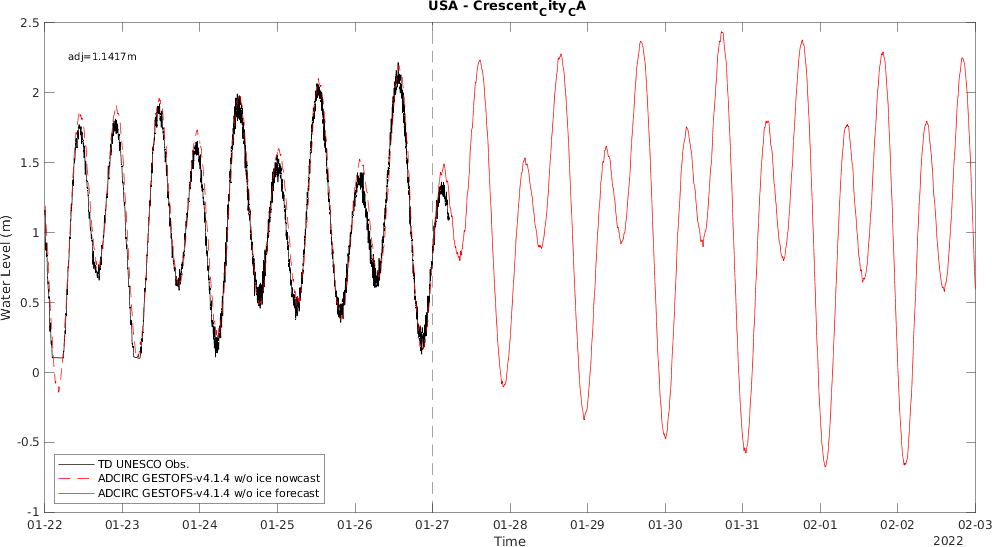 USA - Crescent_City_CA
adj=1.1417m
2.5
2
1.5
1
0.5
0
-0.5
-1
Water Level (m)
TD UNESCO Obs.
ADCIRC GESTOFS-v4.1.4 w/o ice nowcast
ADCIRC GESTOFS-v4.1.4 w/o ice forecast
01-22 01-23 01-24 01-25 01-26 01-27 01-28 01-29 01-30 01-31 02-01 02-02 02-03
Time
2022